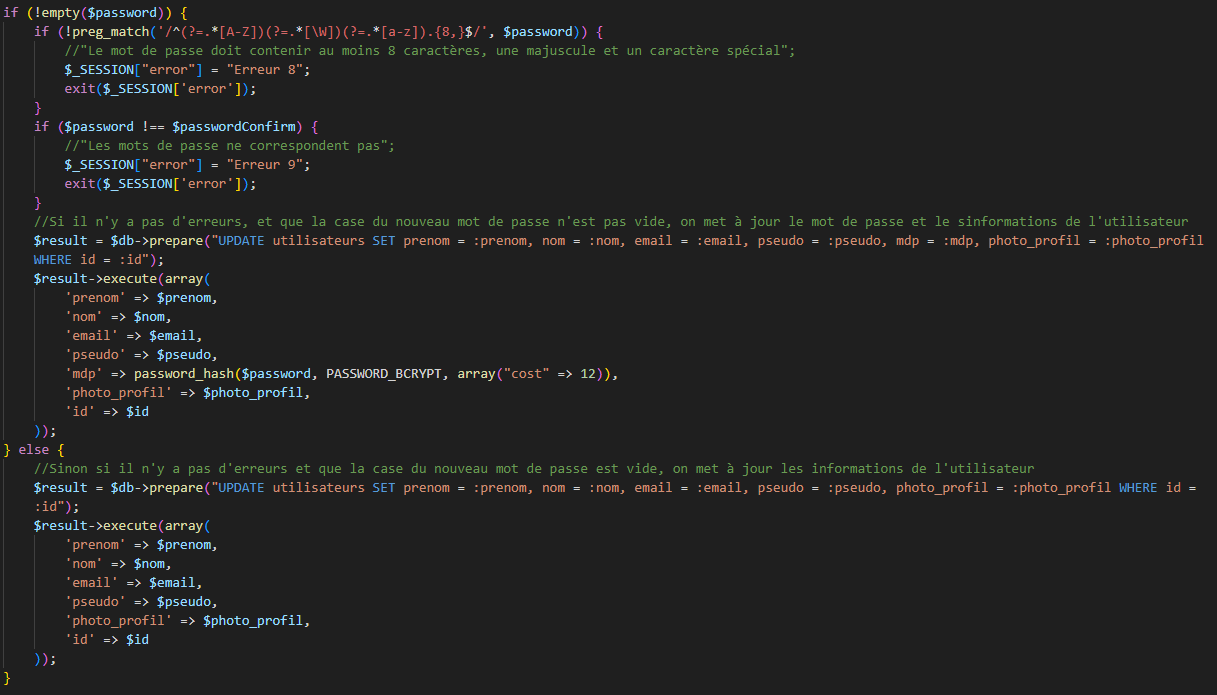 if (!empty($password)) {
if (!preg_match('/^(?=.*[A-Z])(?=.*[\W])(?=.*[a-z]).{8,}$/', $password)) {
//"Le mot de passe doit contenir au moins 8 caractères, une majuscule et un caractère spécial";
$_SESSION["error"] = "Erreur 8";
exit($_SESSION['error']);
}
if ($password !== $passwordConfirm) {
//"Les mots de passe ne correspondent pas";
$_SESSION["error"] = "Erreur 9";
exit($_SESSION['error']);
}
//Si il n'y a pas d'erreurs, et que la case du nouveau mot de passe n'est pas vide, on met à jour le mot de passe et le sinformations de l'utilisateur
$result = $db->prepare("UPDATE utilisateurs SET prenom = :prenom, nom = :nom, email = :email, pseudo = :pseudo, mdp = :mdp, photo_profil = :photo_profil
WHERE id = :id");
$result->execute(array(
'prenom' => $prenom,
'nom' => $nom,
'email' => $email,
'pseudo' => $pseudo,
'mdp' => password_hash($password, PASSWORD_BCRYPT, array("cost" => 12)),
'photo_profil' => $photo_profil,
'id' => $id
));
} else {
//Sinon si il n'y a pas d'erreurs et que la case du nouveau mot de passe est vide, on met à jour les informations de l'utilisateur
$result = $db->prepare("UPDATE utilisateurs SET prenom = :prenom, nom = :nom, email = :email, pseudo = :pseudo, photo_profil = :photo_profil WHERE id =
:id");
$result->execute(array(
'prenom' => $prenom,
'nom' => $nom,
'email' => $email,
'pseudo' => $pseudo,
'photo_profil' => $photo_profil,
'id' => $id
));
}